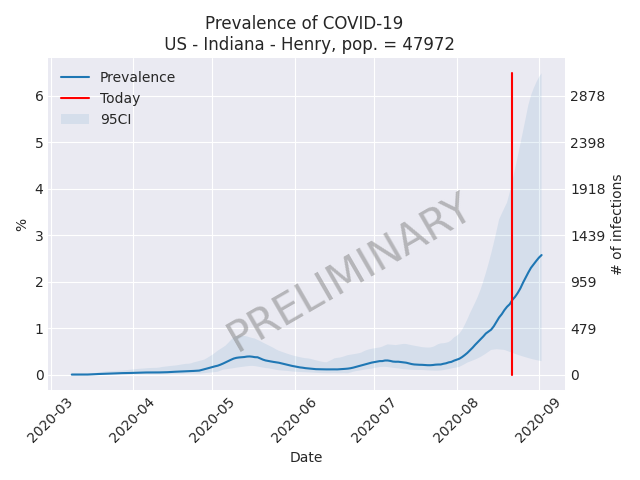 Prevalence of COVID-19
US - Indiana - Henry, pop. = 47972
Prevalence
Today
95CI
%
6
5
4
3
2
1
0
2878
2398
1918
1439
959
479
0
# of infections
PRELIMINARY
2020-03
2020-04
2020-05
2020-06
2020-07
2020-08
2020-09
Date